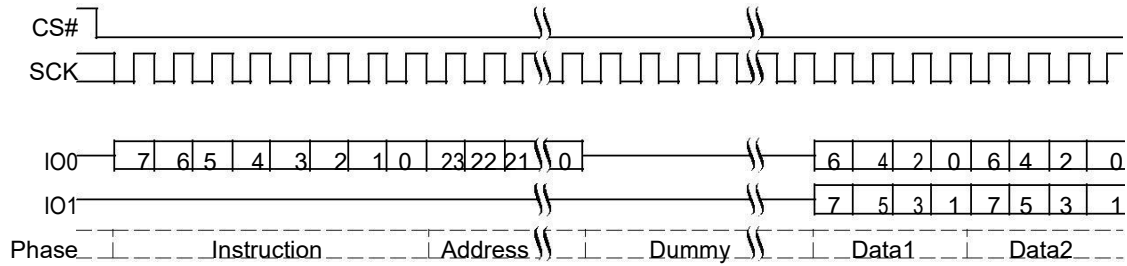 CS#
SCK
IO0 7 6 5 4 3 2 1 0 23 22 21 0 6 4 2 0 6 4 2 0
IO1 7 5 3 1 7 5 3 1
Phase Instruction Address Dummy Data1 Data2